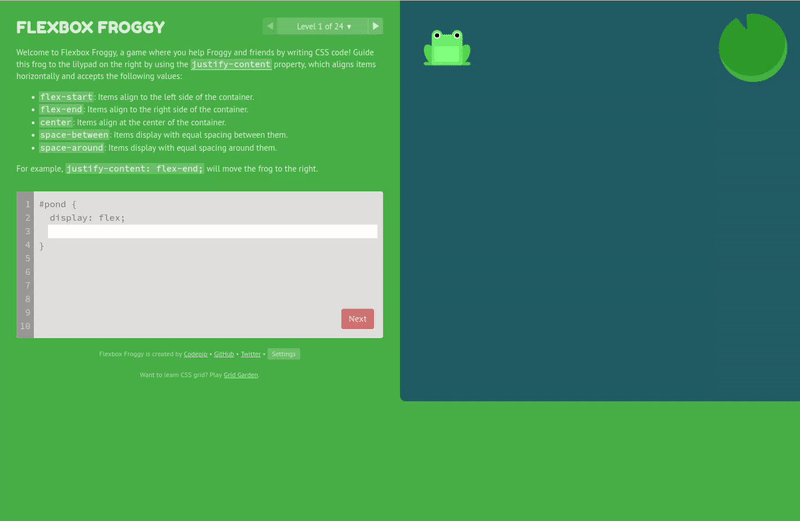 FLEXBOX FROGGY
◀ Level 1 of 24 ▼ ▶
Welcome to Flexbox Froggy, a game where you help Froggy and friends by writing CSS code! Guide
this frog to the lilypad on the right by using the justify-content property, which aligns items
horizontally and accepts the following values:
• flex-start: Items align to the left side of the container.
• flex-end: Items align to the right side of the container.
• center: Items align at the center of the container.
• space-between: Items display with equal spacing between them.
• space-around: Items display with equal spacing around them.
For example, justify-content: flex-end; will move the frog to the right.
1 #pond {
2 display: flex;
3
4 }
5
6
7
8
9
10
Next
Flexbox Froggy is created by Codepip • GitHub • Twitter • Settings
Want to learn CSS grid? Play Grid Garden.